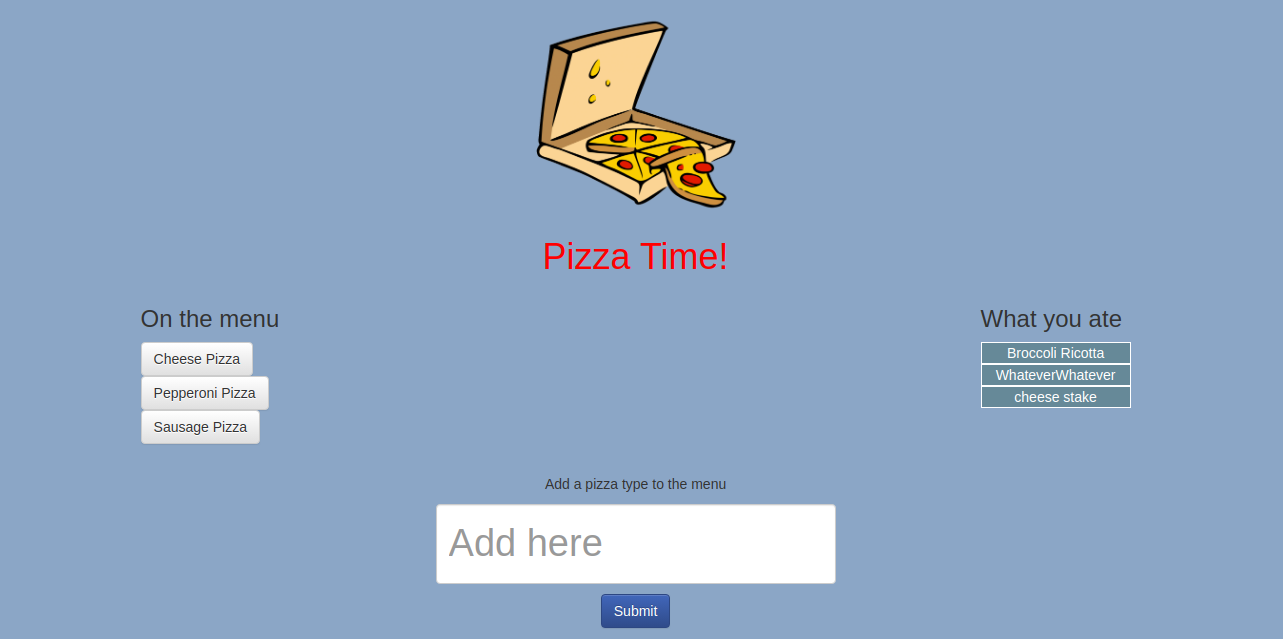 Pizza Time!
On the menu
Cheese Pizza
Pepperoni Pizza
Sausage Pizza
What you ate
Broccoli Ricotta
WhateverWhatever
cheese stake
Add a pizza type to the menu
Add here
Submit